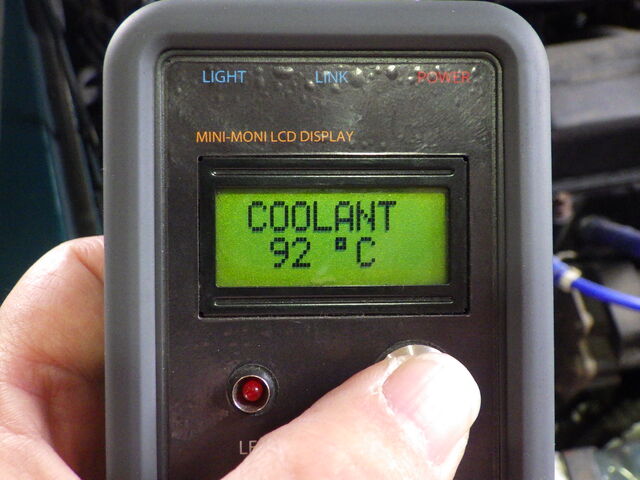 LIGHT LINK POWER
MINI-MONI LCD DISPLAY
COOLANT
92 °C